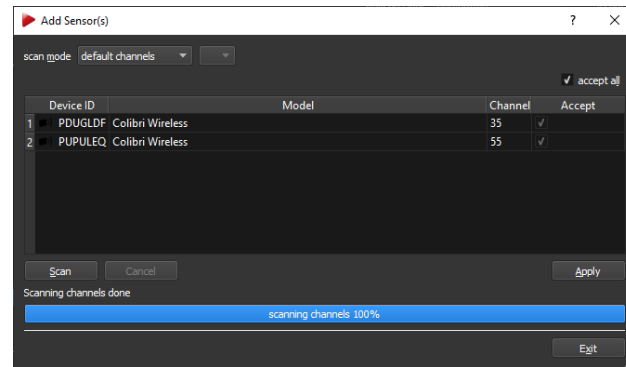 Add Sensor(s) ? ×
scan mode default channels
✓ accept all
Device ID Model Channel Accept
1 PDUGLDF Colibri Wireless 35 ✓
2 PUPULEQ Colibri Wireless 55 ✓
Scan Cancel Apply
Scanning channels done
scanning channels 100%
Exit